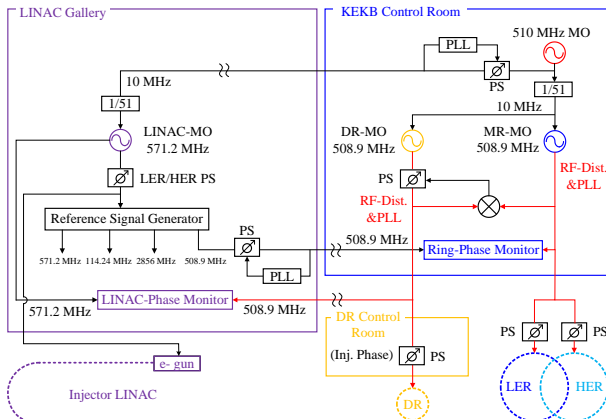 LINAC Gallery
KEKB Control Room
510 MHz MO
PLL
PS
10 MHz
1/51
1/51
10 MHz
LINAC-MO
571.2 MHz
DR-MO
508.9 MHz
MR-MO
508.9 MHz
LER/HER PS
PS
RF-Dist.
&PLL
RF-Dist.
&PLL
Reference Signal Generator
PS
508.9 MHz
Ring-Phase Monitor
571.2 MHz
114.24 MHz
2856 MHz
508.9 MHz
PLL
LINAC-Phase Monitor
571.2 MHz
508.9 MHz
DR Control
Room
(Inj. Phase)
PS
PS
PS
e- gun
Injector LINAC
DR
LER
HER